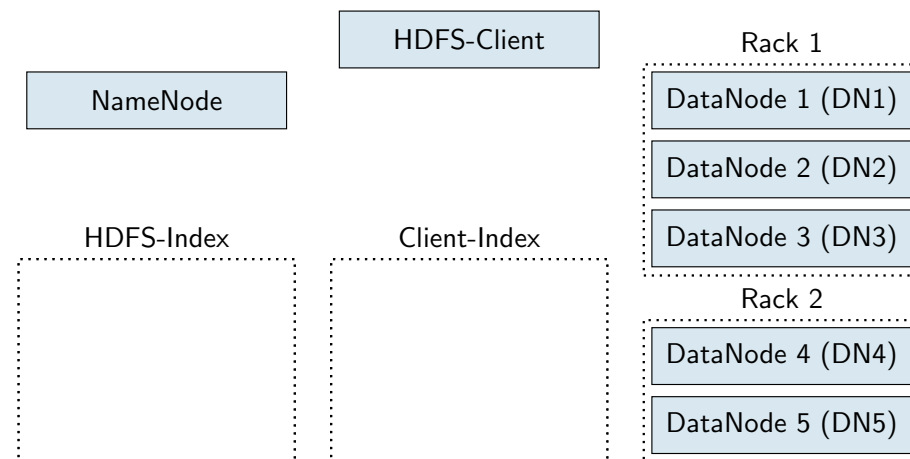 HDFS-Client
NameNode
Rack 1
DataNode 1 (DN1)
DataNode 2 (DN2)
DataNode 3 (DN3)
HDFS-Index
Client-Index
Rack 2
DataNode 4 (DN4)
DataNode 5 (DN5)